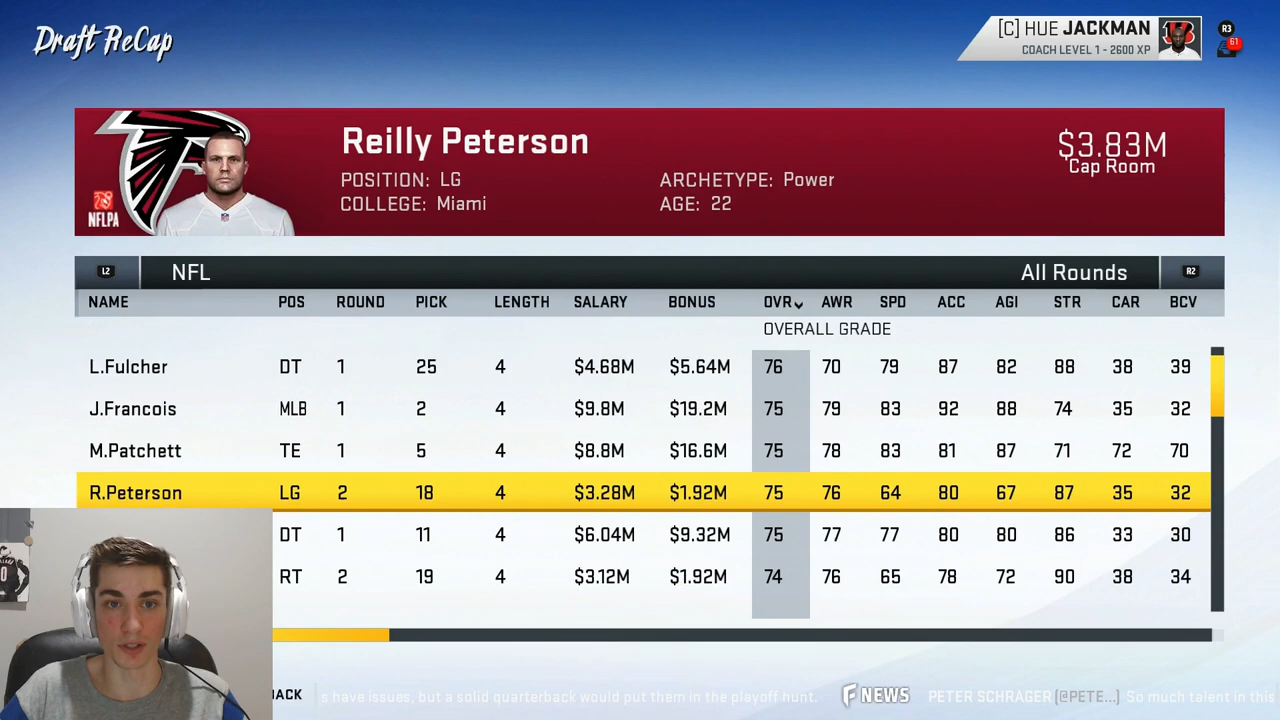 Draft ReCap
[C] HUE JACKMAN
COACH LEVEL 1 - 2600 XP
R3
61
Reilly Peterson
POSITION: LG
COLLEGE: Miami
ARCHETYPE: Power
AGE: 22
$3.83M
Cap Room
NFLPA
L2 NFL All Rounds R2
NAME POS ROUND PICK LENGTH SALARY BONUS OVR AWR SPD ACC AGI STR CAR BCV
OVERALL GRADE
L.Fulcher DT 1 25 4 $4.68M $5.64M 76 70 79 87 82 88 38 39
J.Francois MLB 1 2 4 $9.8M $19.2M 75 79 83 92 88 74 35 32
M.Patchett TE 1 5 4 $8.8M $16.6M 75 78 83 81 87 71 72 70
R.Peterson LG 2 18 4 $3.28M $1.92M 75 76 64 80 67 87 35 32
DT 1 11 4 $6.04M $9.32M 75 77 77 80 80 86 33 30
RT 2 19 4 $3.12M $1.92M 74 76 65 78 72 90 38 34
ACK s have issues, but a solid quarterback would put them in the playoff hunt. F NEWS PETER SCHRAGER (@PETE...) So much talent in this